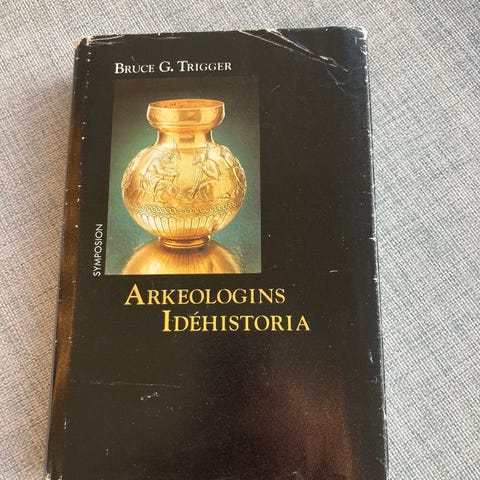 BRUCE G. TRIGGER
SYMPOSION
ARKEOLOGINS
IDÉHISTORIA